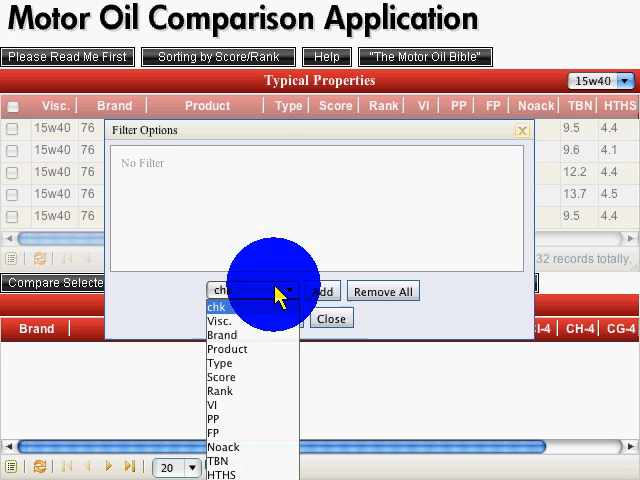 Motor Oil Comparison Application
Please Read Me First Sorting by Score/Rank Help "The Motor Oil Bible"
Typical Properties 15w40
Visc. Brand Product Type Score Rank VI PP FP Noack TBN HTHS
15w40 76 9.5 4.4
15w40 76 9.6 4.1
15w40 76 12.2 4.4
15w40 76 13.7 4.5
15w40 76 9.5 4.4
Filter Options
No Filter
32 records totally.
Compare Selecte
chk Add Remove All
Close
chk
Visc.
Brand
Product
Type
Score
Rank
VI
PP
FP
Noack
TBN
HTHS
Brand CH-4 CG-4
20